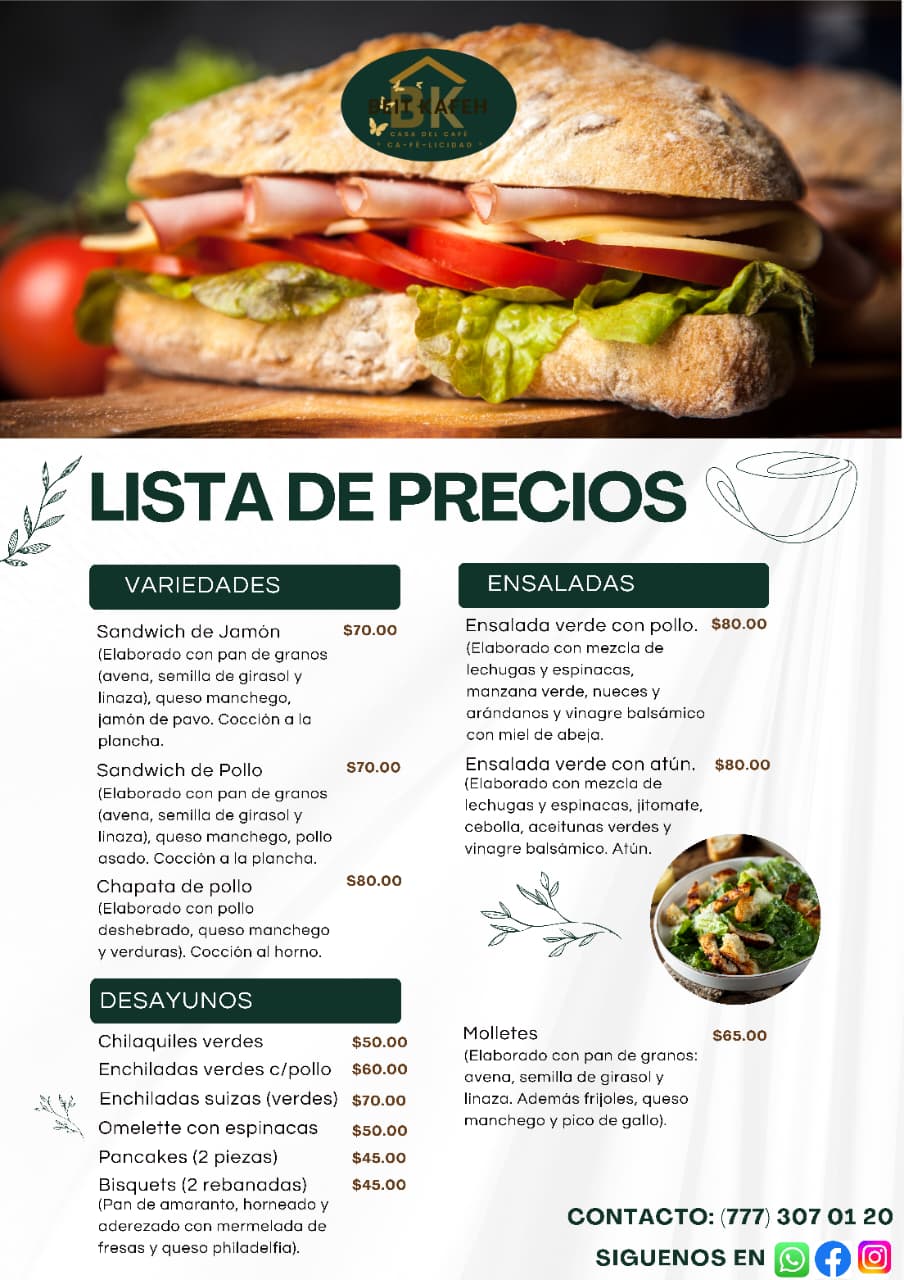 BK
CASA DEL CAFÉ
CA-FE-LICIDAD
LISTA DE PRECIOS
VARIEDADES
Sandwich de Jamón $70.00
(Elaborado con pan de granos
(avena, semilla de girasol y
linaza), queso manchego,
jamón de pavo. Cocción a la
plancha.
Sandwich de Pollo $70.00
(Elaborado con pan de granos
(avena, semilla de girasol y
linaza), queso manchego, pollo
asado. Cocción a la plancha.
Chapata de pollo $80.00
(Elaborado con pollo
deshebrado, queso manchego
y verduras). Cocción al horno.
DESAYUNOS
Chilaquiles verdes $50.00
Enchiladas verdes c/pollo $60.00
Enchiladas suizas (verdes) $70.00
Omelette con espinacas $50.00
Pancakes (2 piezas) $45.00
Bisquets (2 rebanadas) $45.00
(Pan de amaranto, horneado y
aderezado con mermelada de
fresas y queso philadelfia).
ENSALADAS
Ensalada verde con pollo. $80.00
(Elaborado con mezcla de
lechugas y espinacas,
manzana verde, nueces y
arándanos y vinagre balsámico
con miel de abeja.
Ensalada verde con atún. $80.00
(Elaborado con mezcla de
lechugas y espinacas, jitomate,
cebolla, aceitunas verdes y
vinagre balsámico. Atún.
Molletes $65.00
(Elaborado con pan de granos:
avena, semilla de girasol y
linaza. Además frijoles, queso
manchego y pico de gallo).
CONTACTO: (777) 307 01 20
SIGUENOS EN